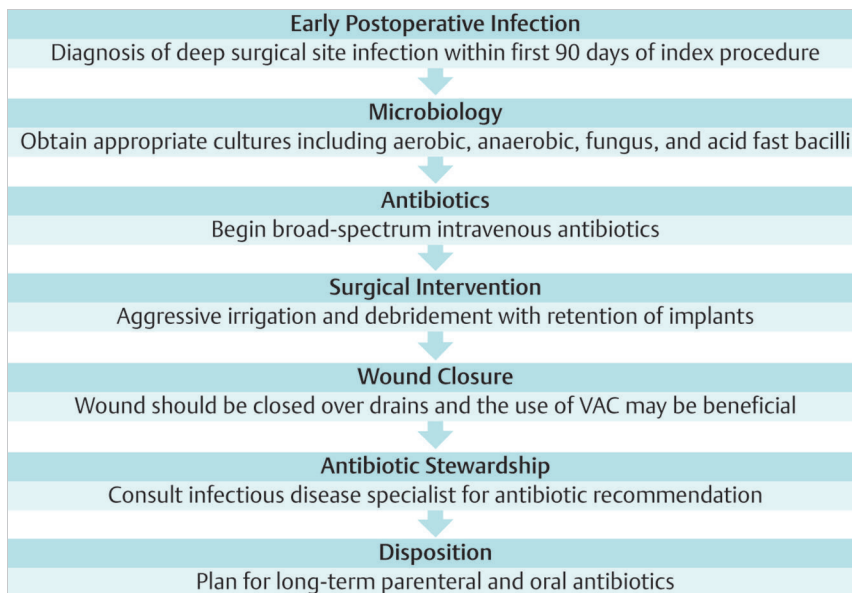 Early Postoperative Infection
Diagnosis of deep surgical site infection within first 90 days of index procedure
Microbiology
Obtain appropriate cultures including aerobic, anaerobic, fungus, and acid fast bacilli
Antibiotics
Begin broad-spectrum intravenous antibiotics
Surgical Intervention
Aggressive irrigation and debridement with retention of implants
Wound Closure
Wound should be closed over drains and the use of VAC may be beneficial
Antibiotic Stewardship
Consult infectious disease specialist for antibiotic recommendation
Disposition
Plan for long-term parenteral and oral antibiotics